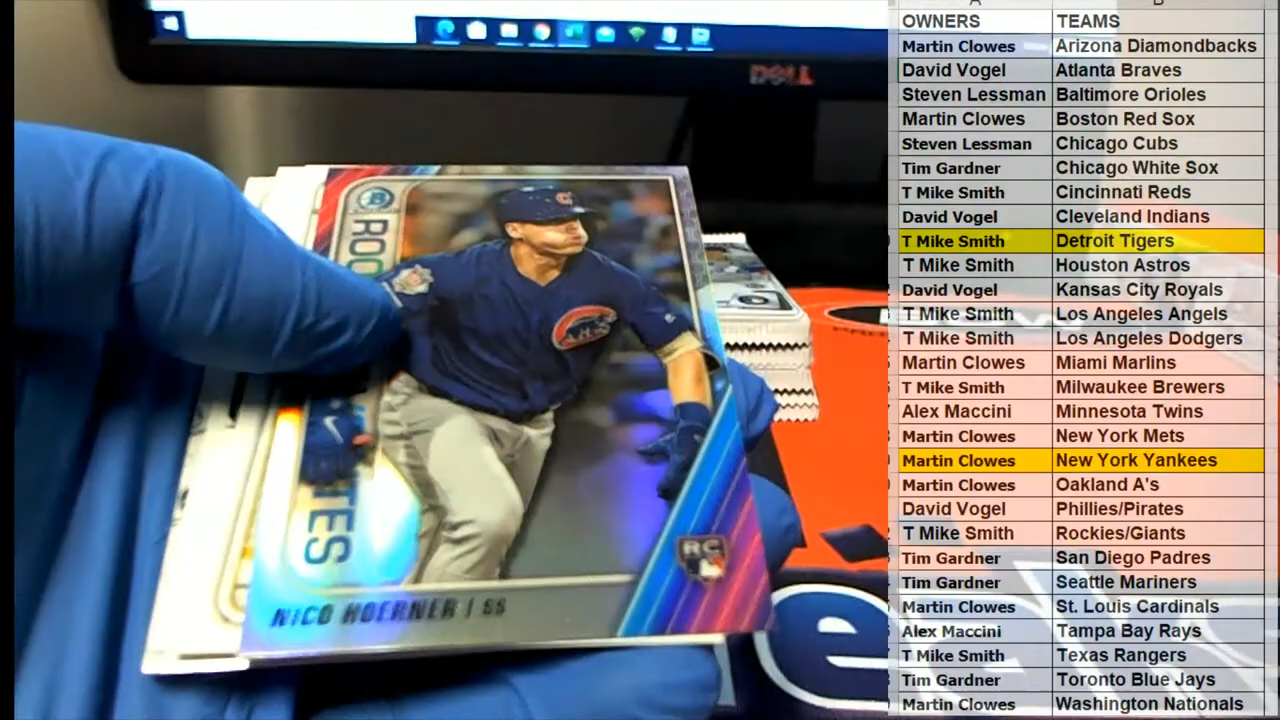 DELL
ROO
TES
CUBS
RC
NICO HOERNER | SS
e
OWNERS TEAMS
Martin Clowes Arizona Diamondbacks
David Vogel Atlanta Braves
Steven Lessman Baltimore Orioles
Martin Clowes Boston Red Sox
Steven Lessman Chicago Cubs
Tim Gardner Chicago White Sox
T Mike Smith Cincinnati Reds
David Vogel Cleveland Indians
T Mike Smith Detroit Tigers
T Mike Smith Houston Astros
David Vogel Kansas City Royals
T Mike Smith Los Angeles Angels
T Mike Smith Los Angeles Dodgers
Martin Clowes Miami Marlins
T Mike Smith Milwaukee Brewers
Alex Maccini Minnesota Twins
Martin Clowes New York Mets
Martin Clowes New York Yankees
Martin Clowes Oakland A's
David Vogel Phillies/Pirates
T Mike Smith Rockies/Giants
Tim Gardner San Diego Padres
Tim Gardner Seattle Mariners
Martin Clowes St. Louis Cardinals
Alex Maccini Tampa Bay Rays
T Mike Smith Texas Rangers
Tim Gardner Toronto Blue Jays
Martin Clowes Washington Nationals